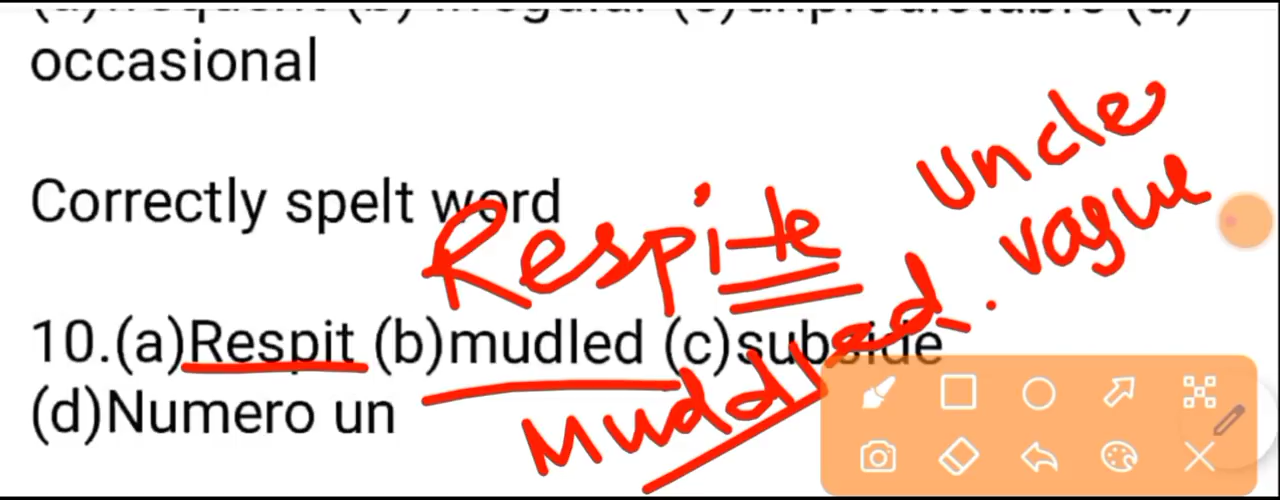 occasional
Correctly spelt word
Uncle
vague
Respite
10.(a)Respit (b)mudled (c)subside
(d)Numero un
Muddled.